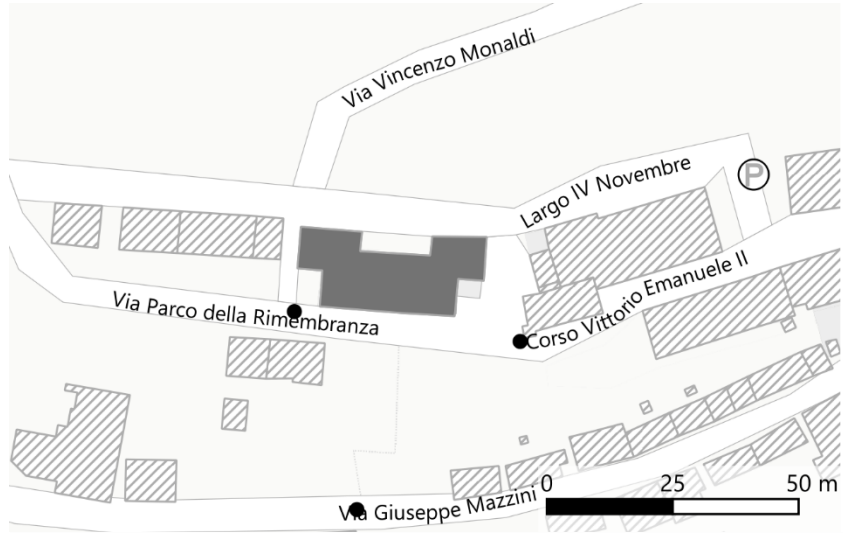 Via Vincenzo Monaldi
Largo IV Novembre
P
Corso Vittorio Emanuele II
Via Parco della Rimembranza
Via Giuseppe Mazzini
0 25 50 m